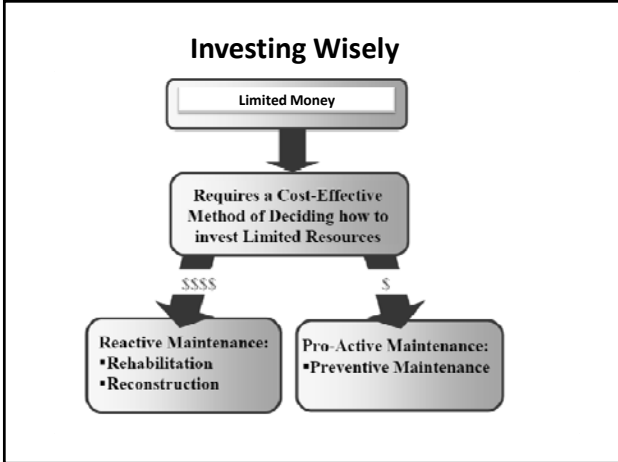 Investing Wisely
Limited Money
Requires a Cost-Effective
Method of Deciding how to
invest Limited Resources
$$$$
$
Reactive Maintenance:
▪Rehabilitation
▪Reconstruction
Pro-Active Maintenance:
▪Preventive Maintenance